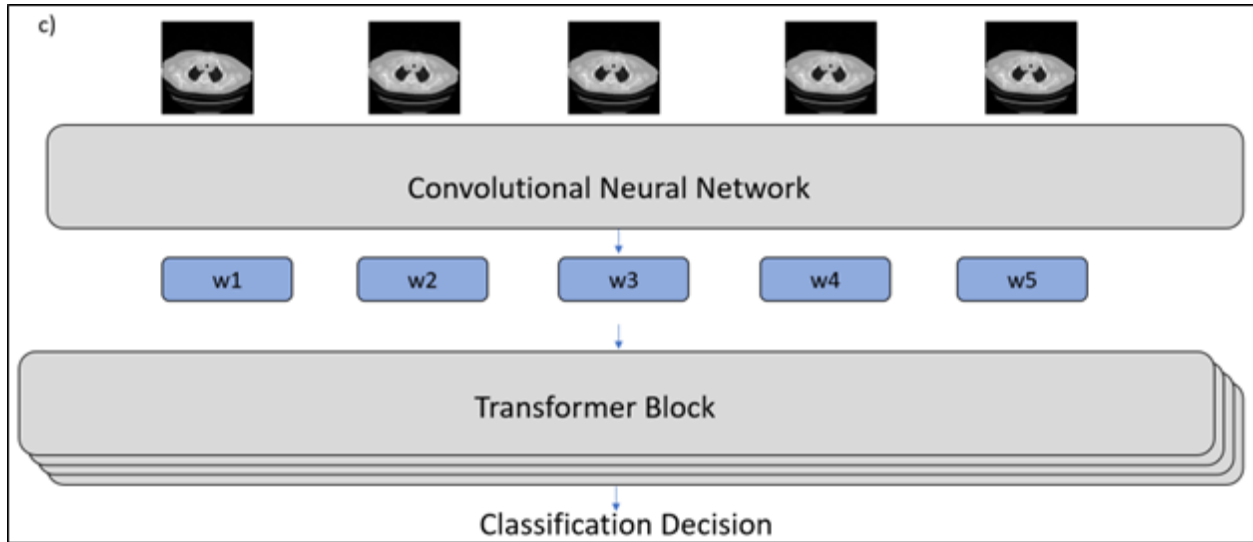 c)
Convolutional Neural Network
w1 w2 w3 w4 w5
Transformer Block
Classification Decision